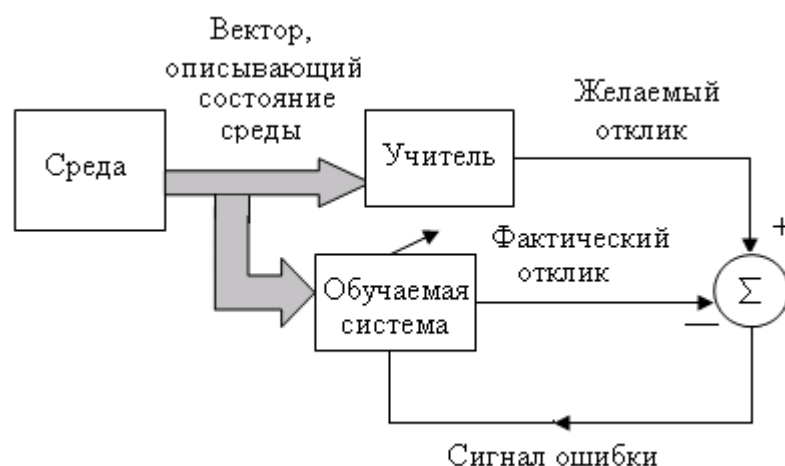 Вектор,
описывающий
состояние
среды
Желаемый
отклик
Среда
Учитель
+
Фактический
отклик
Обучаемая
система
Σ
—
Сигнал ошибки